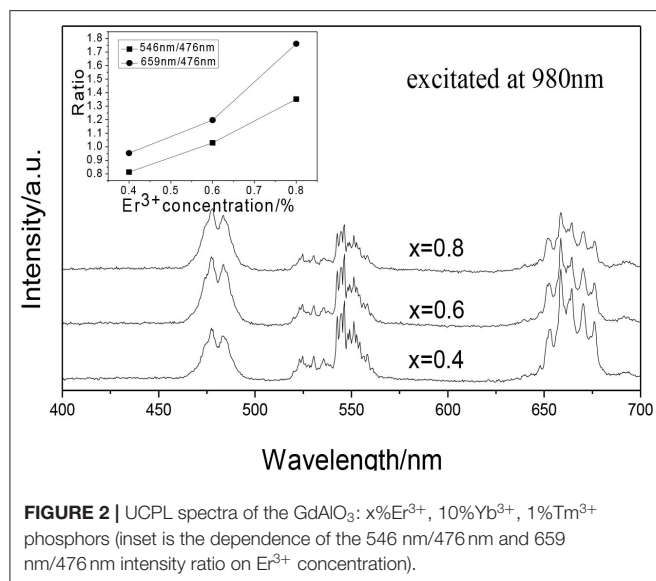 1.8
1.7
1.6
1.5
1.4
1.3
1.2
1.1
1.0
0.9
0.8
Ratio
546nm/476nm
659nm/476nm
0.4 0.5 0.6 0.7 0.8
Er3+ concentration/%
excitated at 980nm
Intensity/a.u.
x=0.8
x=0.6
x=0.4
400 450 500 550 600 650 700
Wavelength/nm
FIGURE 2 | UCPL spectra of the GdAlO₃: x%Er³⁺, 10%Yb³⁺, 1%Tm³⁺
phosphors (inset is the dependence of the 546 nm/476 nm and 659
nm/476 nm intensity ratio on Er³⁺ concentration).